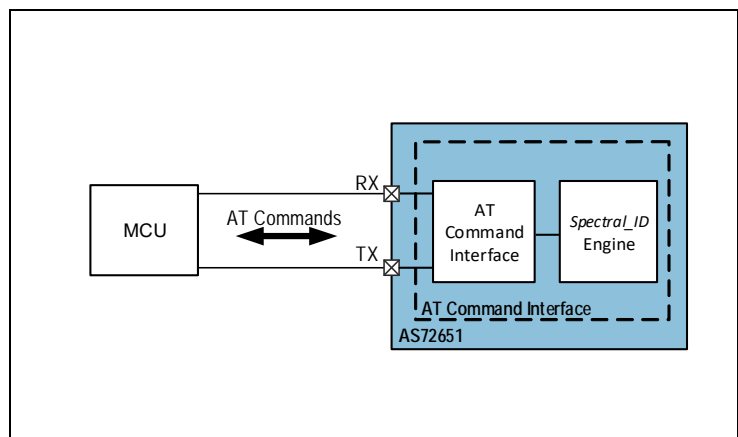 RX
MCU
AT Commands
TX
AT
Command
Interface
Spectral_ID
Engine
AT Command Interface
AS72651